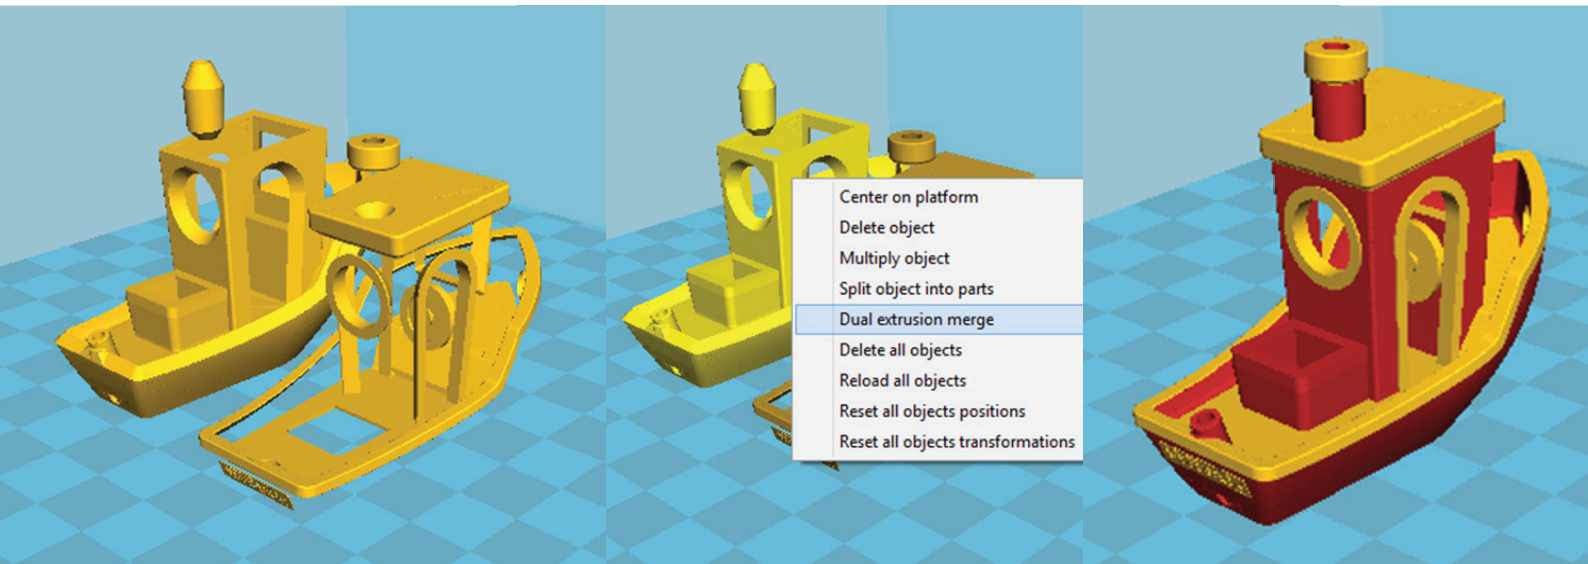 Center on platform
Delete object
Multiply object
Split object into parts
Dual extrusion merge
Delete all objects
Reload all objects
Reset all objects positions
Reset all objects transformations